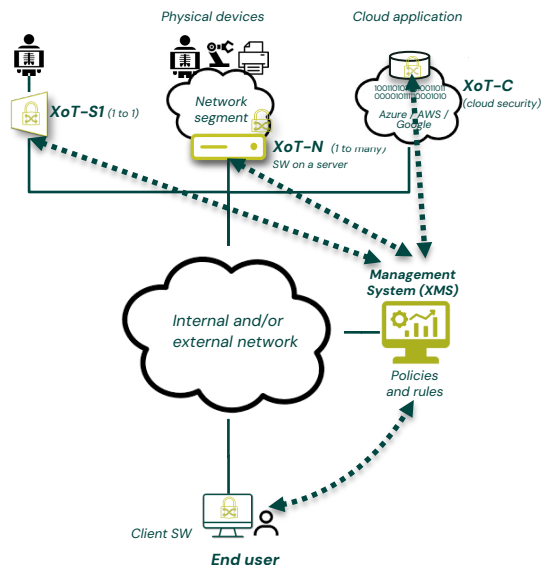 Physical devices
Cloud application
XoT-S1 (1 to 1)
Network
segment
XoT-N (1 to many)
SW on a server
Azure / AWS /
Google
XoT-C
(cloud security)
Management
System (XMS)
Internal and/or
external network
Policies
and rules
Client SW
End user